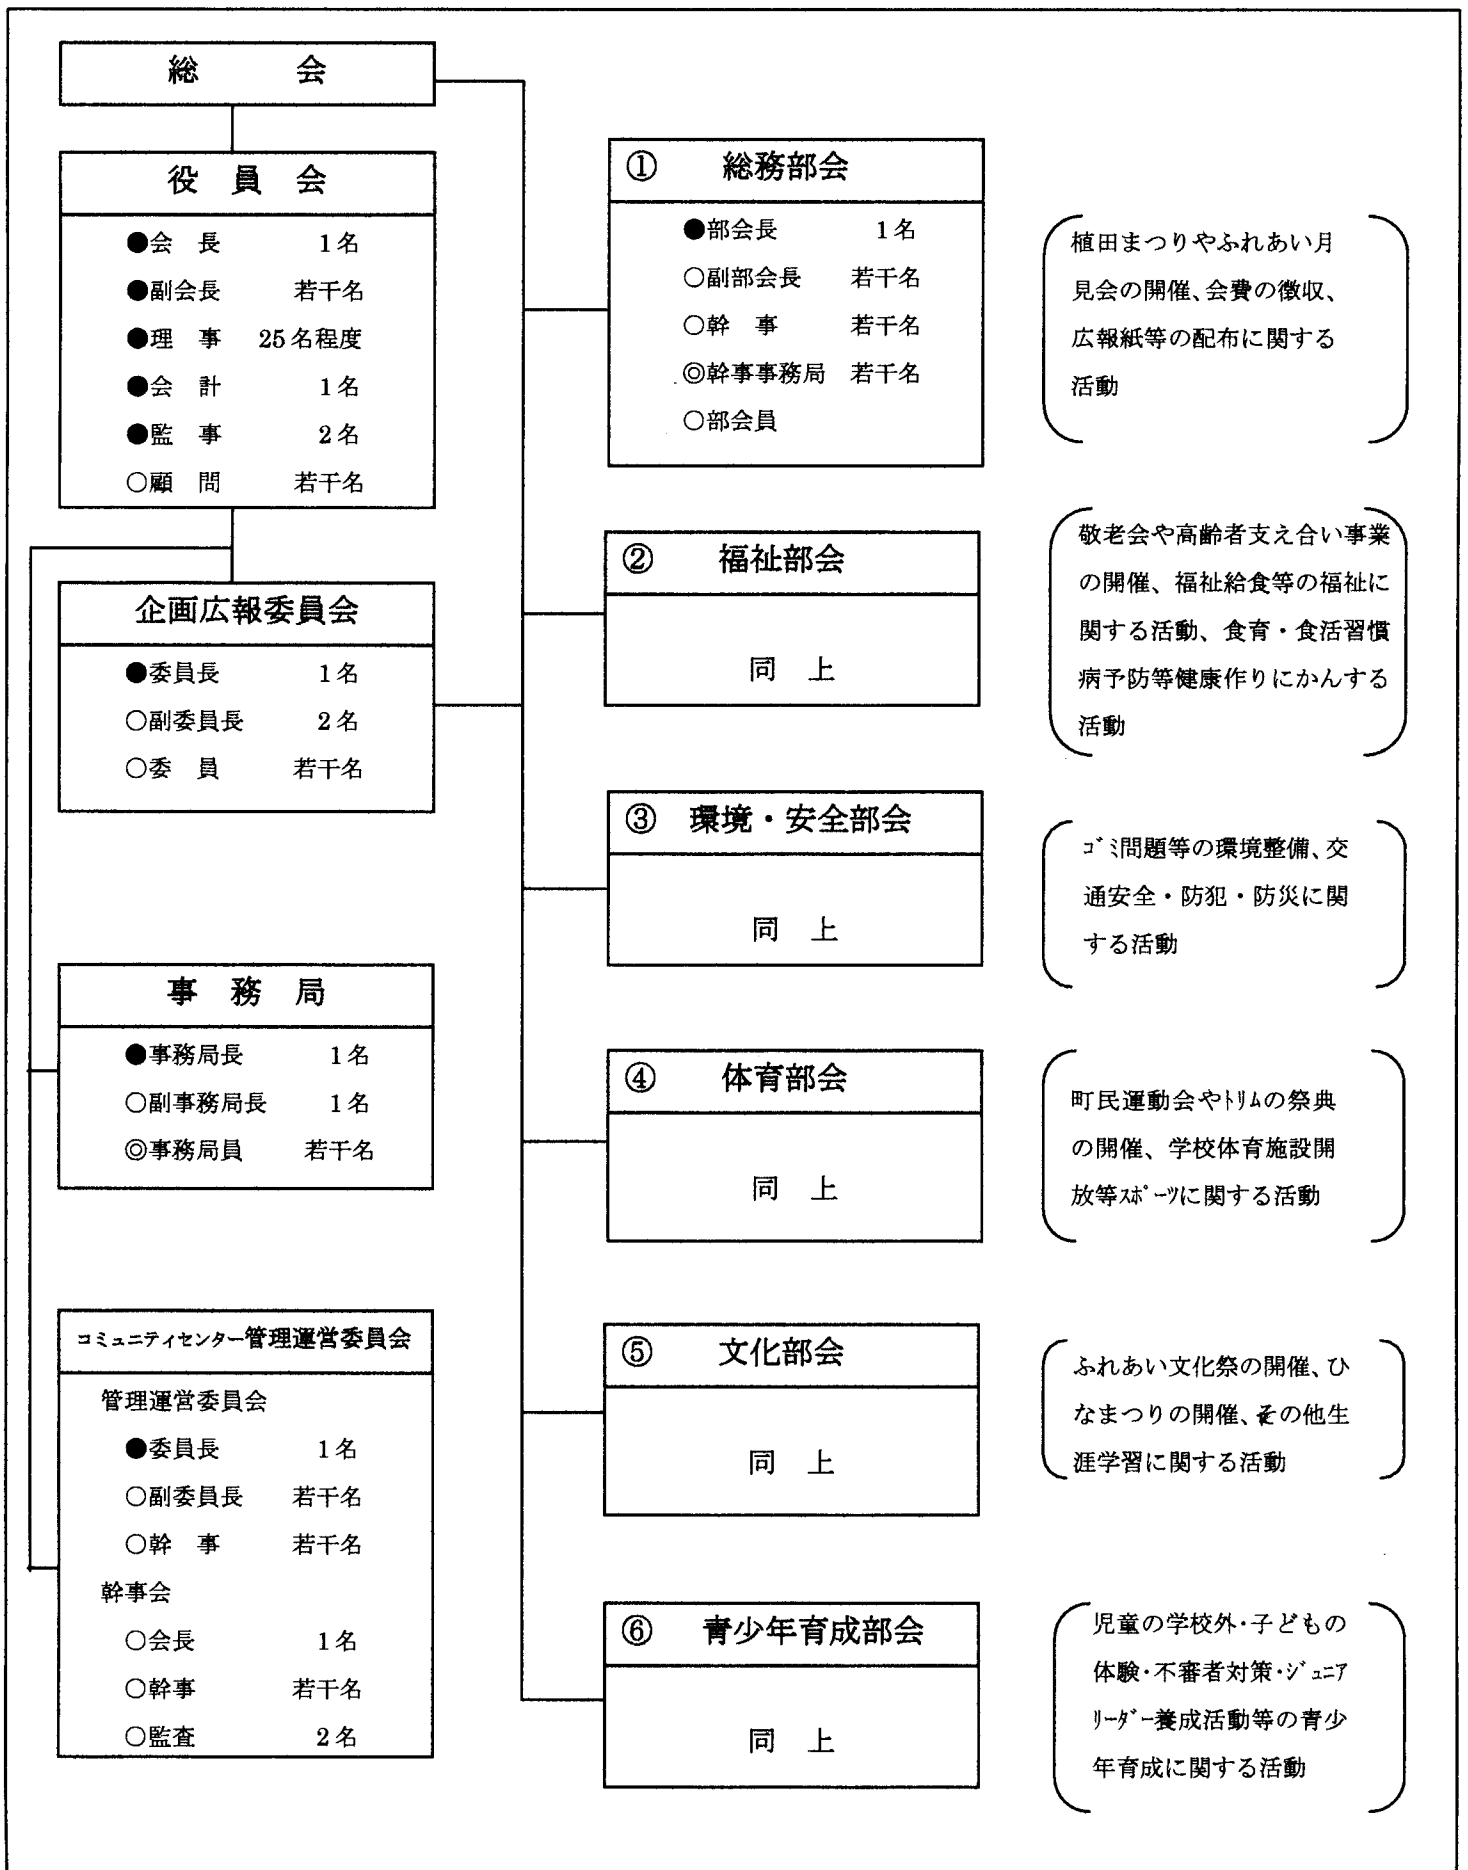 総　　会
役　員　会
●会　長　　1名
●副会長　　若干名
●理　事　25名程度
●会　計　　1名
●監　事　　2名
○顧　問　　若干名
企画広報委員会
●委員長　　1名
○副委員長　　2名
○委　員　　若干名
事　務　局
●事務局長　　1名
○副事務局長　　1名
◎事務局員　　若干名
コミュニティセンター管理運営委員会
管理運営委員会
●委員長　　1名
○副委員長　　若干名
○幹　事　　若干名
幹事会
○会長　　1名
○幹事　　若干名
○監査　　2名
①　総務部会
●部会長　　1名
○副部会長　若干名
○幹　事　　若干名
◎幹事事務局　若干名
○部会員
植田まつりやふれあい月
見会の開催、会費の徴収、
広報紙等の配布に関する
活動
②　福祉部会
同　上
敬老会や高齢者支え合い事業
の開催、福祉給食等の福祉に
関する活動、食育・食活習慣
病予防等健康作りにかんする
活動
③　環境・安全部会
同　上
ｺﾞﾐ問題等の環境整備、交
通安全・防犯・防災に関
する活動
④　体育部会
同　上
町民運動会やﾄﾘﾑの祭典
の開催、学校体育施設開
放等ｽﾎﾟｰﾂに関する活動
⑤　文化部会
同　上
ふれあい文化祭の開催、ひ
なまつりの開催、その他生
涯学習に関する活動
⑥　青少年育成部会
同　上
児童の学校外・子どもの
体験・不審者対策・ｼﾞｭﾆｱ
ﾘｰﾀﾞｰ養成活動等の青少
年育成に関する活動